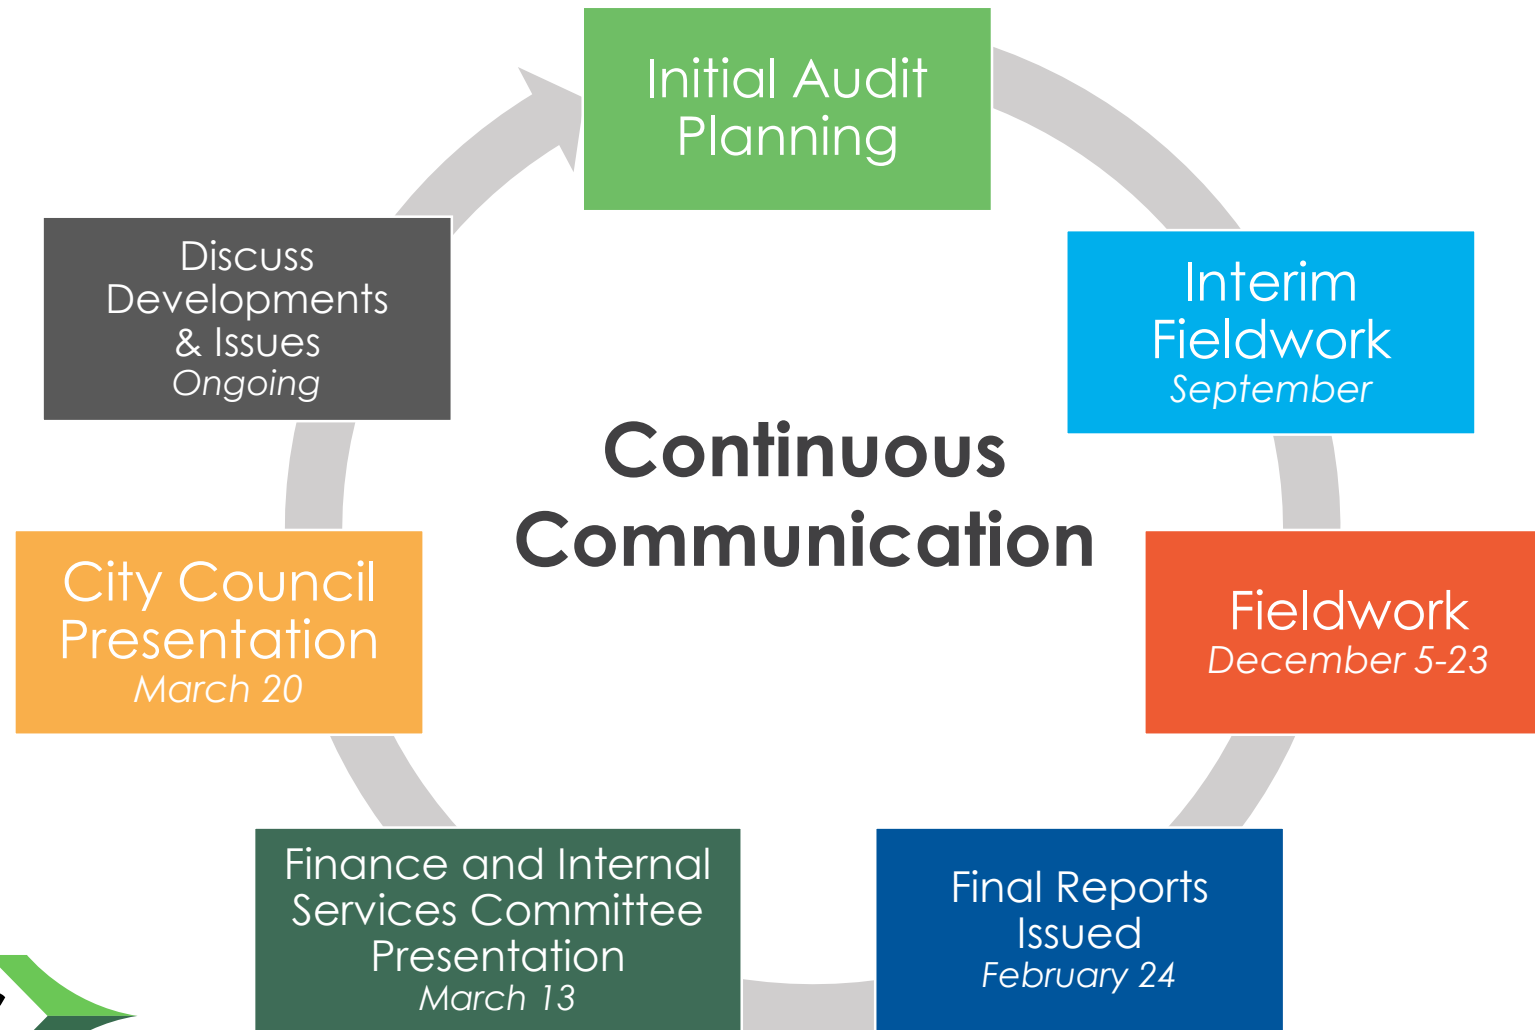 Initial Audit
Planning
Interim
Fieldwork
September
Fieldwork
December 5-23
Final Reports
Issued
February 24
Finance and Internal
Services Committee
Presentation
March 13
City Council
Presentation
March 20
Discuss
Developments
& Issues
Ongoing
Continuous
Communication